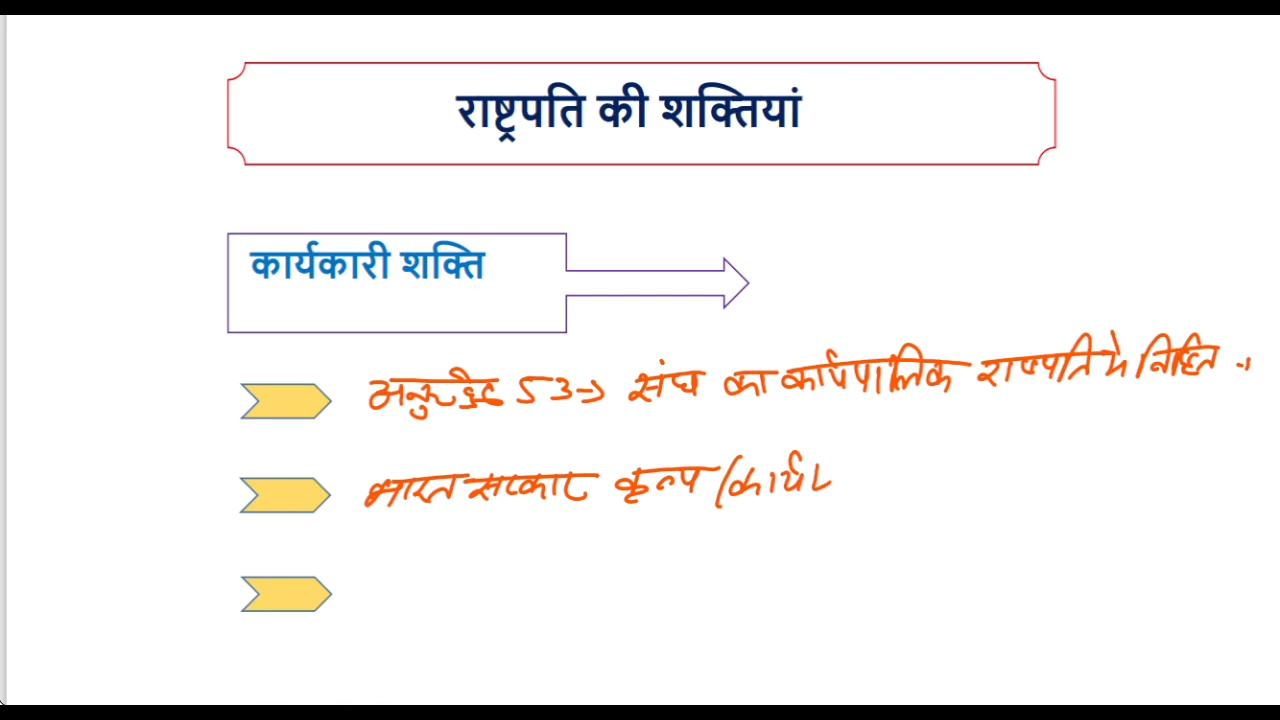 राष्ट्रपति की शक्तियां
कार्यकारी शक्ति
अनुच्छेद 53→ संघ का कार्यपालिक राष्ट्रपति मे निहित
भारत सरकार कृत्य/कार्य